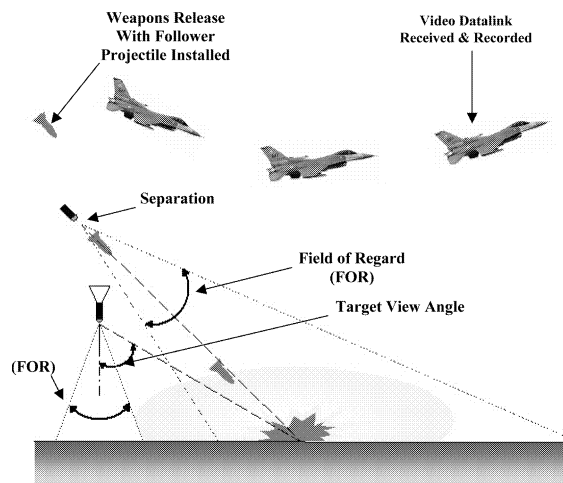 Weapons Release
With Follower
Projectile Installed
Video Datalink
Received & Recorded
Separation
Field of Regard
(FOR)
Target View Angle
(FOR)